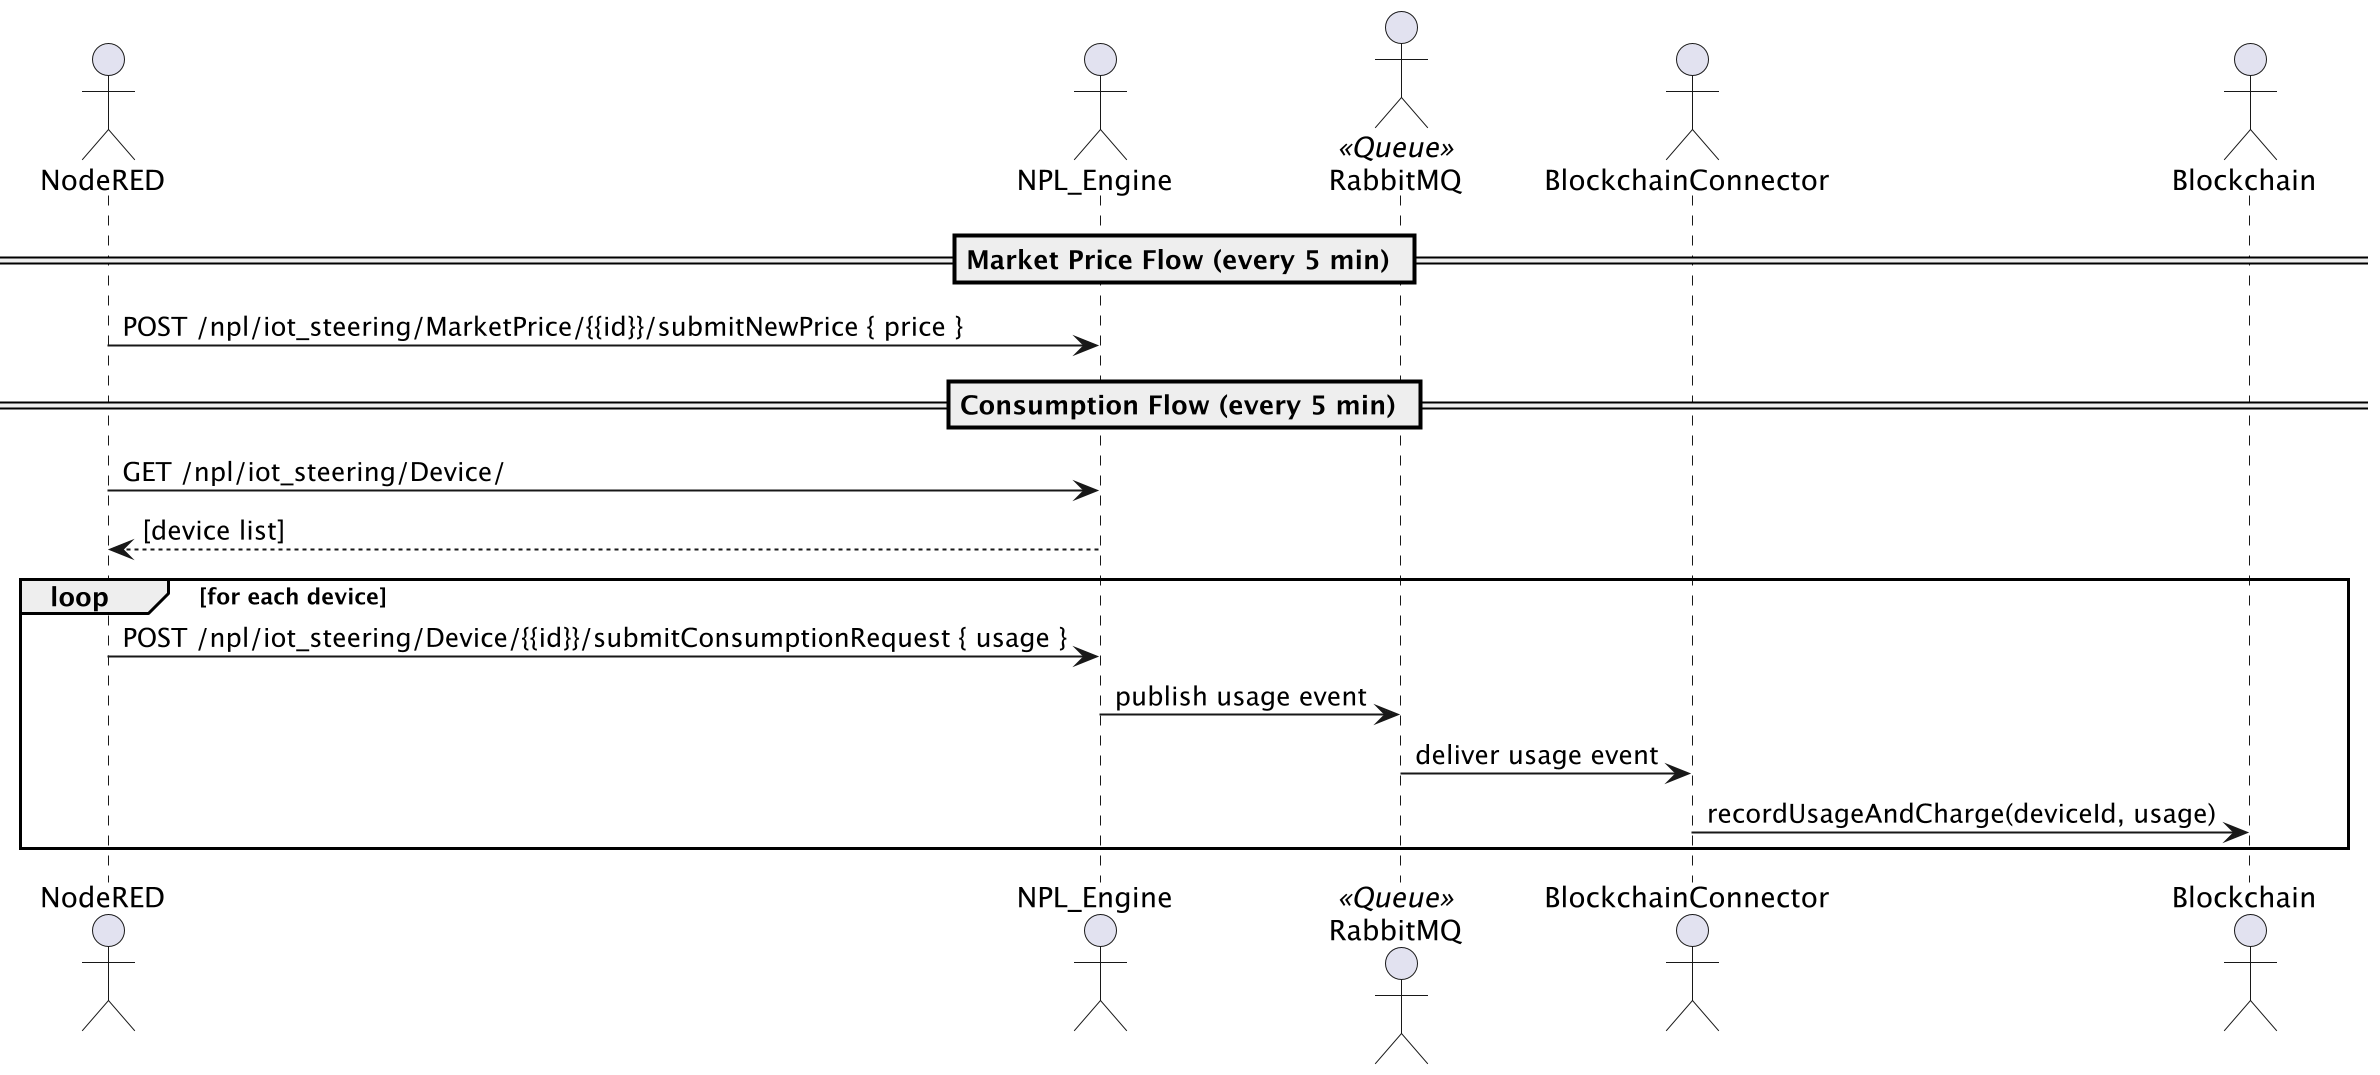 NodeRED
NPL_Engine
«Queue»
RabbitMQ
BlockchainConnector
Blockchain
Market Price Flow (every 5 min)
POST /npl/iot_steering/MarketPrice/{{id}}/submitNewPrice { price }
Consumption Flow (every 5 min)
GET /npl/iot_steering/Device/
[device list]
loop
[for each device]
POST /npl/iot_steering/Device/{{id}}/submitConsumptionRequest { usage }
publish usage event
deliver usage event
recordUsageAndCharge(deviceId, usage)
NodeRED
NPL_Engine
«Queue»
RabbitMQ
BlockchainConnector
Blockchain